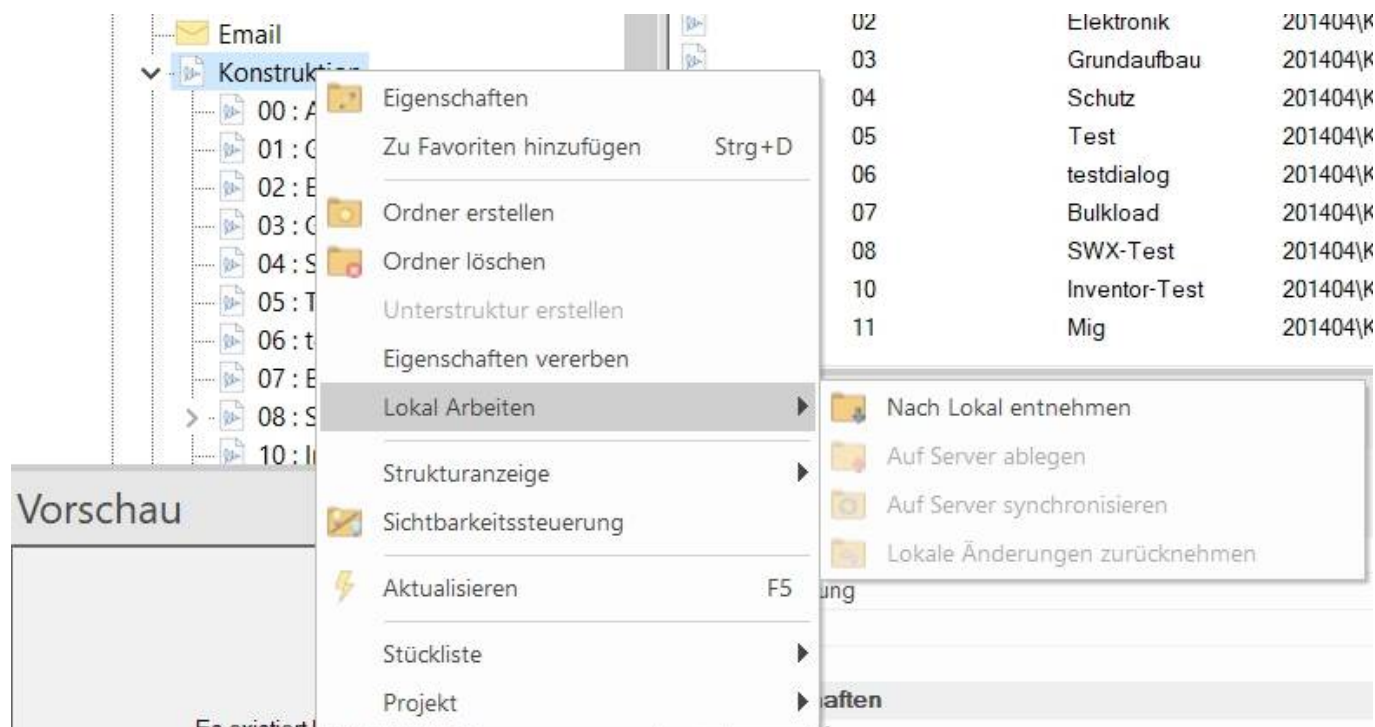 Email
Konstruktion
00 : A
01 : G
02 : E
03 : G
04 : S
05 : T
06 : t
07 : E
08 : S
10 : I
Vorschau
Es existiert
Eigenschaften
Zu Favoriten hinzufügen Strg+D
Ordner erstellen
Ordner löschen
Unterstruktur erstellen
Eigenschaften vererben
Lokal Arbeiten
Strukturanzeige
Sichtbarkeitssteuerung
Aktualisieren F5
Stückliste
Projekt
Nach Lokal entnehmen
Auf Server ablegen
Auf Server synchronisieren
Lokale Änderungen zurücknehmen
02 Elektronik 201404\K
03 Grundaufbau 201404\K
04 Schutz 201404\K
05 Test 201404\K
06 testdialog 201404\K
07 Bulkload 201404\K
08 SWX-Test 201404\K
10 Inventor-Test 201404\K
11 Mig 201404\K
ung
haften